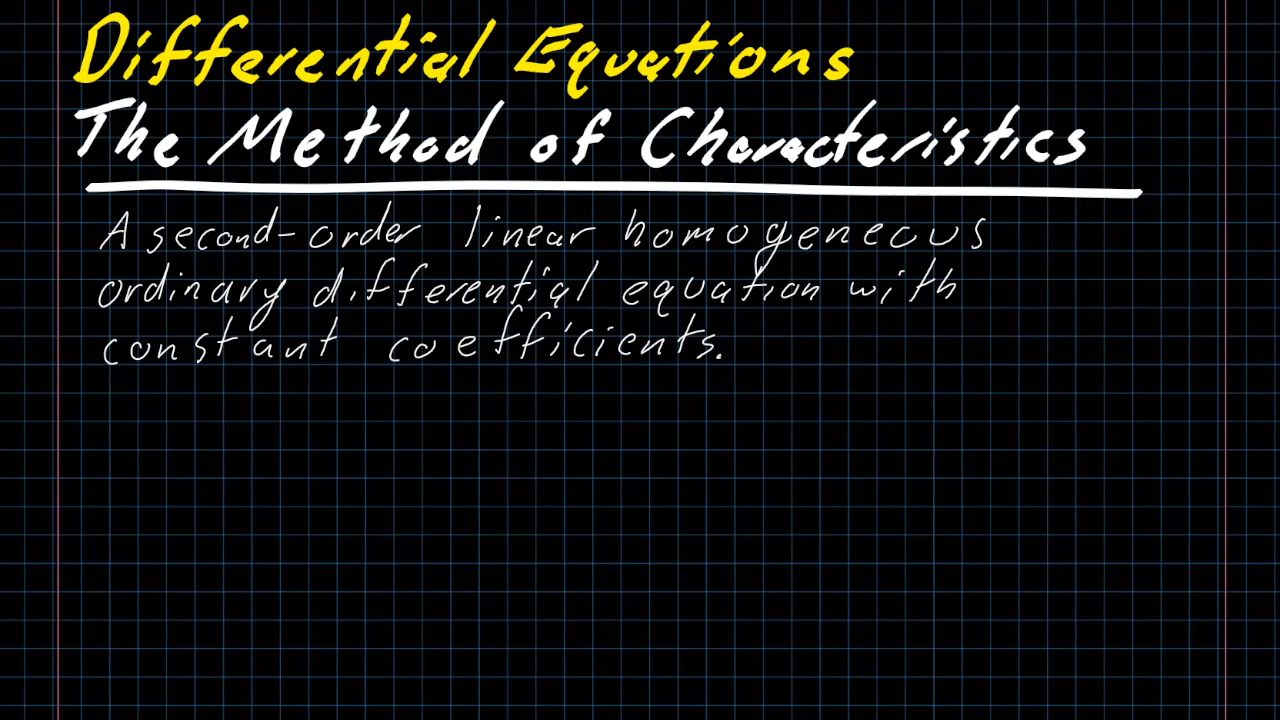 Differential Equations
The Method of Characteristics
A second-order linear homogeneous
ordinary differential equation with
constant coefficients.